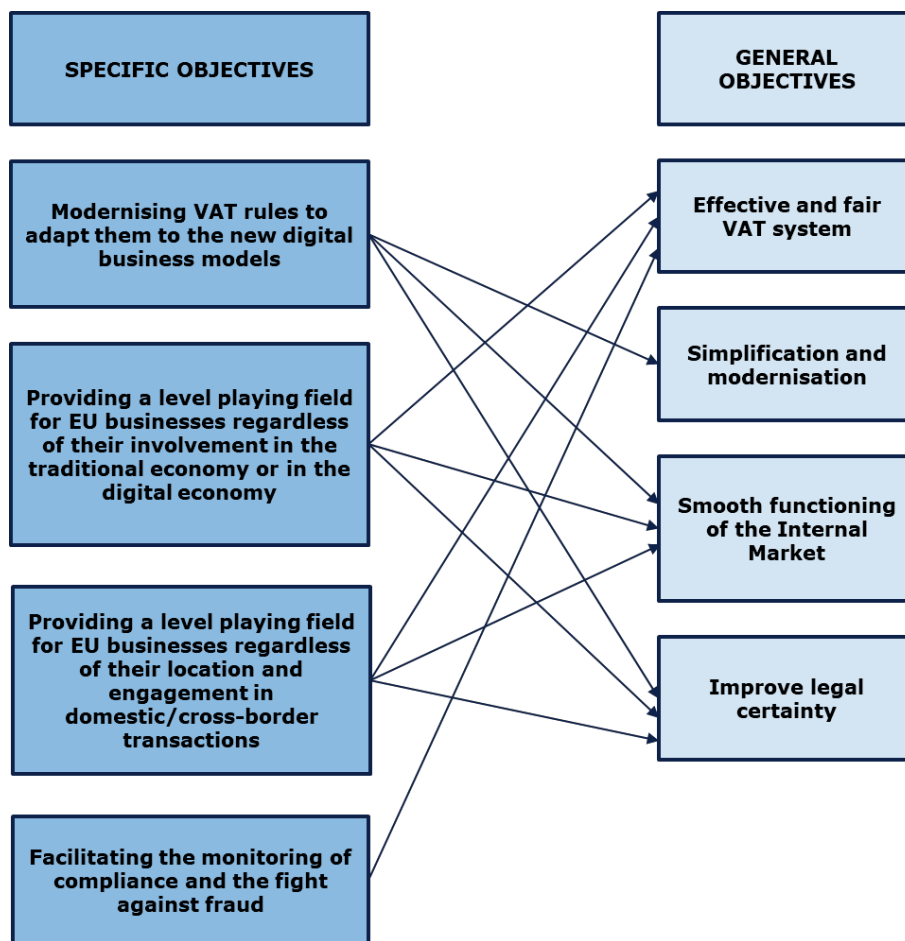 SPECIFIC OBJECTIVES
GENERAL
OBJECTIVES
Modernising VAT rules to
adapt them to the new digital
business models
Effective and fair
VAT system
Simplification and
modernisation
Providing a level playing field
for EU businesses regardless
of their involvement in the
traditional economy or in the
digital economy
Smooth functioning
of the Internal
Market
Providing a level playing field
for EU businesses regardless
of their location and
engagement in
domestic/cross-border
transactions
Improve legal
certainty
Facilitating the monitoring of
compliance and the fight
against fraud